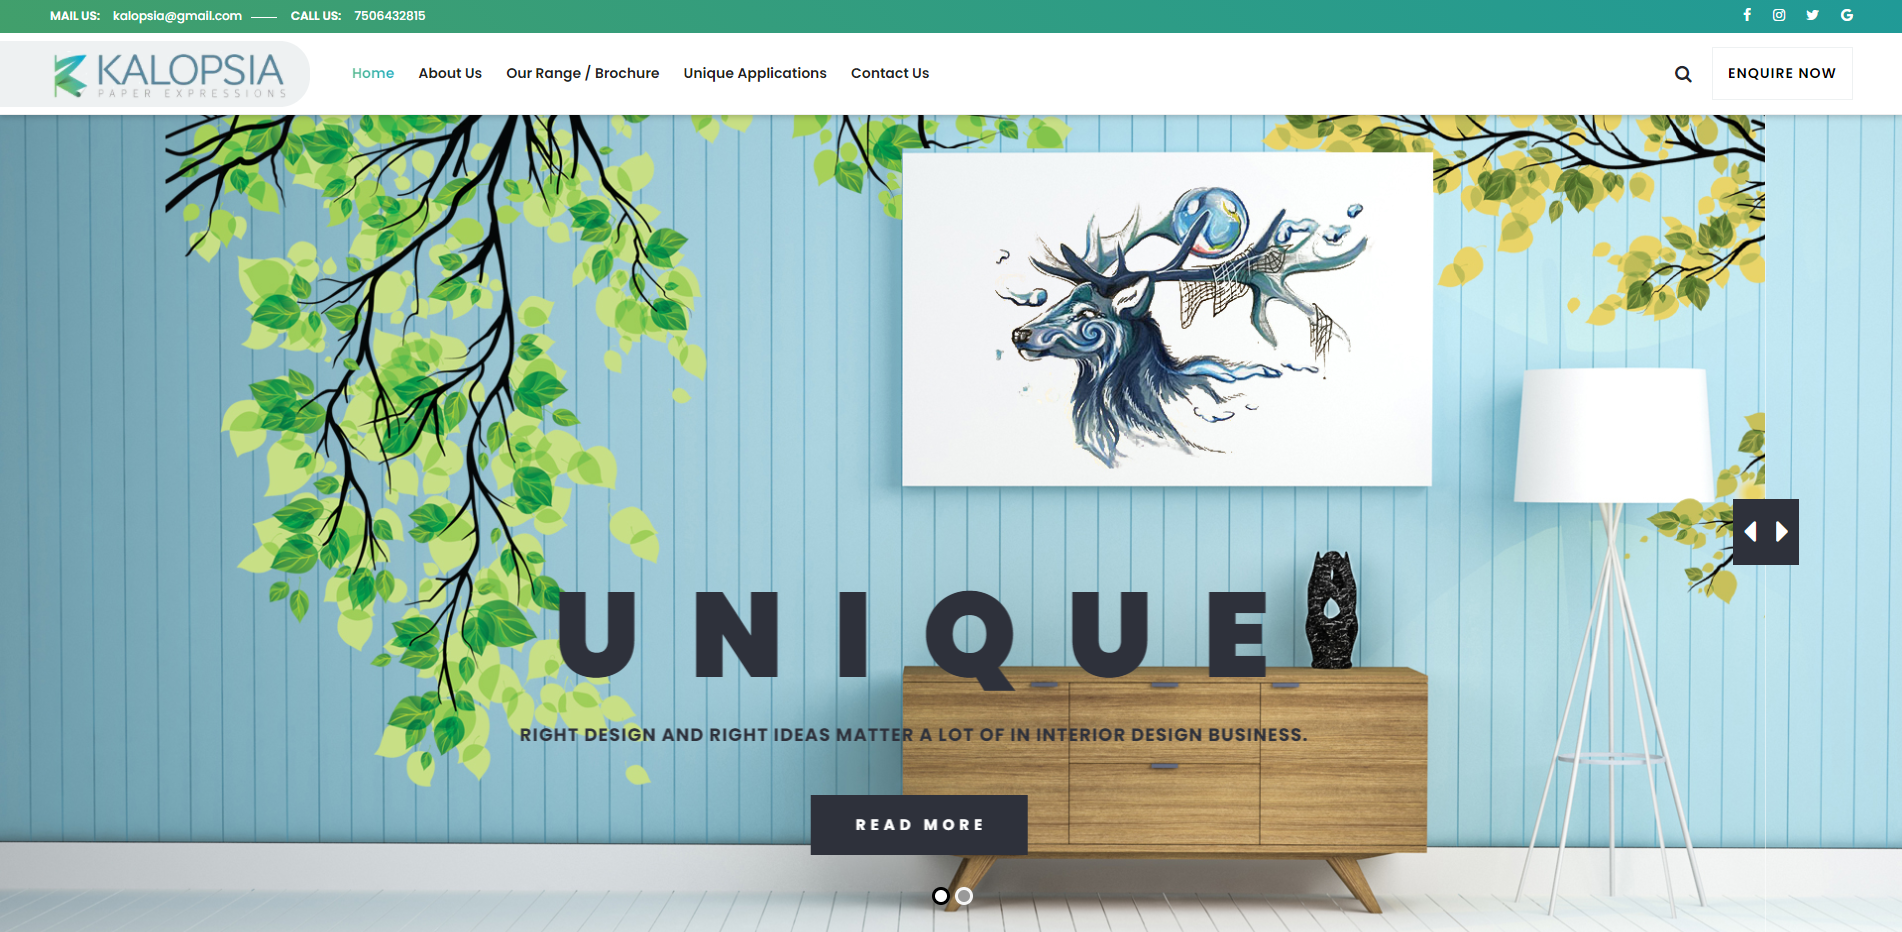 MAIL US: kalopsia@gmail.com CALL US: 7506432815
KALOPSIA
PAPER EXPRESSIONS
Home About Us Our Range / Brochure Unique Applications Contact Us ENQUIRE NOW
UNIQUE
RIGHT DESIGN AND RIGHT IDEAS MATTER A LOT OF IN INTERIOR DESIGN BUSINESS.
READ MORE